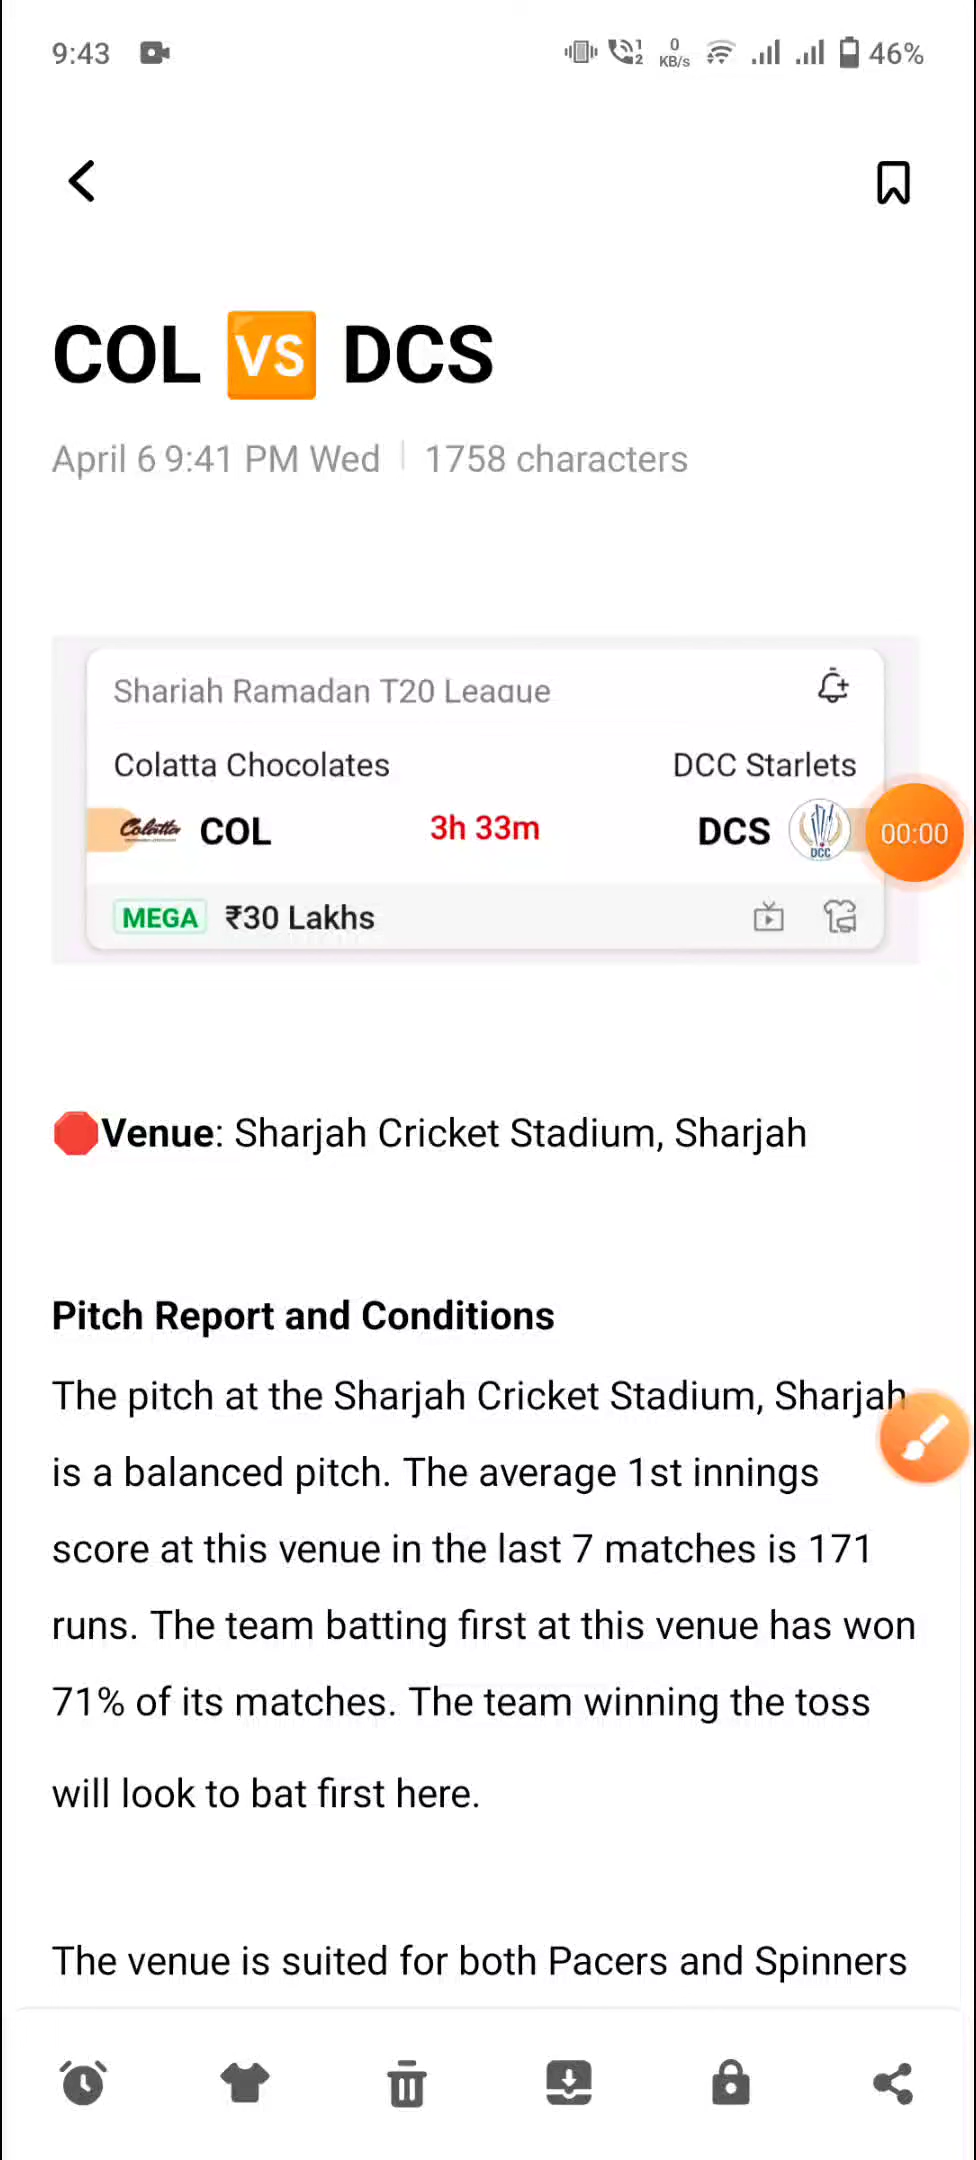 9:43 1 2 0 KB/s 46%
COL VS DCS
April 6 9:41 PM Wed | 1758 characters
Sharjah Ramadan T20 League
Colatta Chocolates DCC Starlets
Colatta COL 3h 33m DCS DCC 00:00
MEGA ₹30 Lakhs
Venue: Sharjah Cricket Stadium, Sharjah
Pitch Report and Conditions
The pitch at the Sharjah Cricket Stadium, Sharjah
is a balanced pitch. The average 1st innings
score at this venue in the last 7 matches is 171
runs. The team batting first at this venue has won
71% of its matches. The team winning the toss
will look to bat first here.
The venue is suited for both Pacers and Spinners